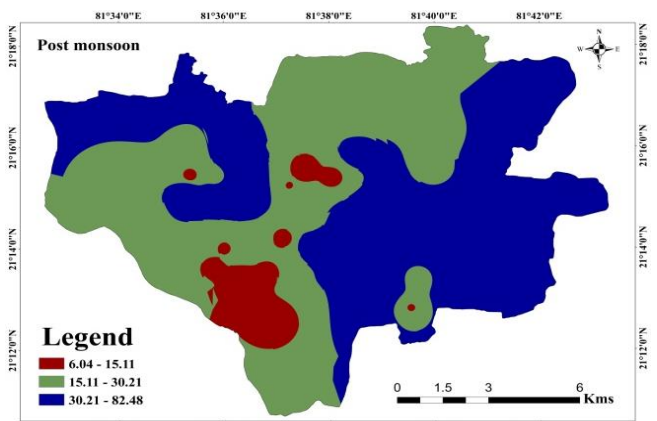 81°34'0"E 81°36'0"E 81°38'0"E 81°40'0"E 81°42'0"E
Post monsoon
N
W E
S
21°18'0"N 21°18'0"N
21°16'0"N 21°16'0"N
21°14'0"N 21°14'0"N
21°12'0"N 21°12'0"N
Legend
6.04 - 15.11
15.11 - 30.21
30.21 - 82.48
0 1.5 3 6
Kms